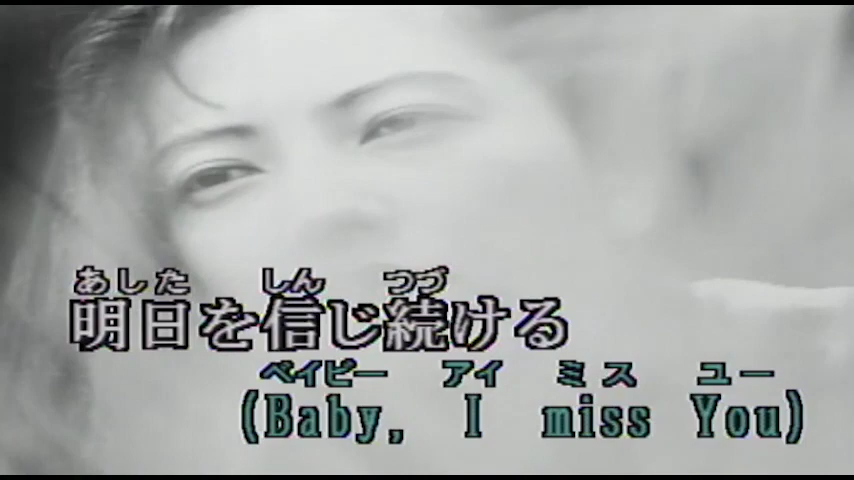 あした しん つづ
明日を信じ続ける
ベイビー アイ ミス ユー
(Baby, I miss You)